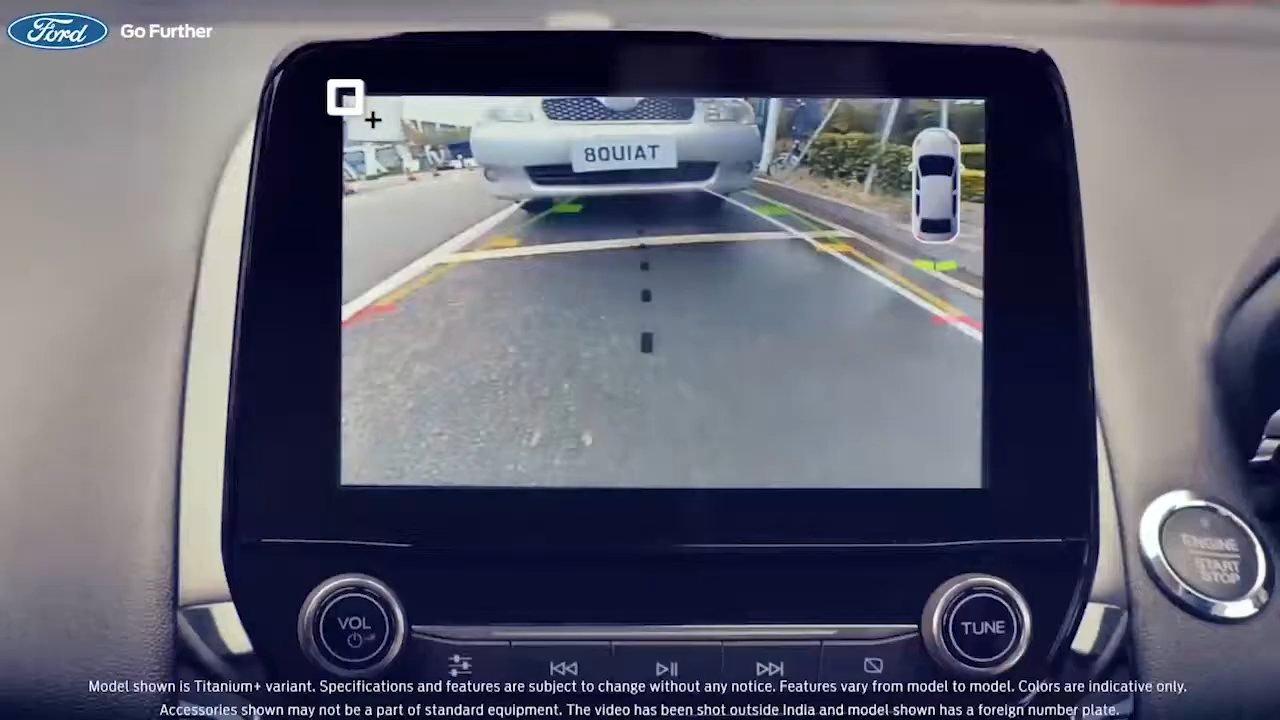 Ford Go Further
80UIAT
ENGINE
START
STOP
VOL
TUNE
Model shown is Titanium+ variant. Specifications and features are subject to change without any notice. Features vary from model to model. Colors are indicative only.
Accessories shown may not be a part of standard equipment. The video has been shot outside India and model shown has a foreign number plate.